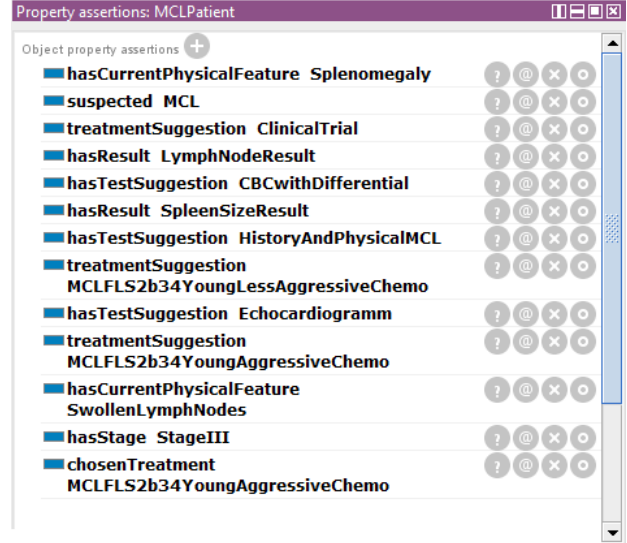 Property assertions: MCLPatient
Object property assertions
hasCurrentPhysicalFeature Splenomegaly
suspected MCL
treatmentSuggestion ClinicalTrial
hasResult LymphNodeResult
hasTestSuggestion CBCwithDifferential
hasResult SpleenSizeResult
hasTestSuggestion HistoryAndPhysicalMCL
treatmentSuggestion
MCLFLS2b34YoungLessAggressiveChemo
hasTestSuggestion Echocardiogramm
treatmentSuggestion
MCLFLS2b34YoungAggressiveChemo
hasCurrentPhysicalFeature
SwollenLymphNodes
hasStage StageIII
chosenTreatment
MCLFLS2b34YoungAggressiveChemo